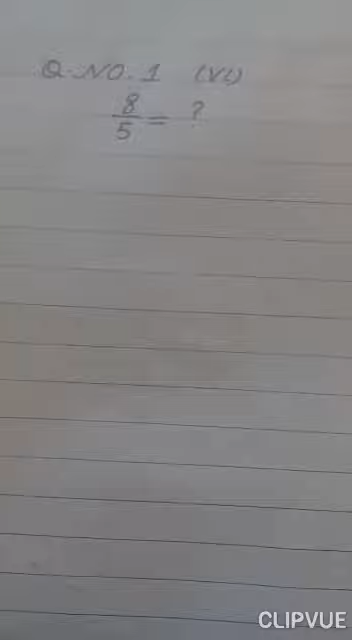 Q. NO. 1 (VI)
8/5 = ?
CLIPVUE